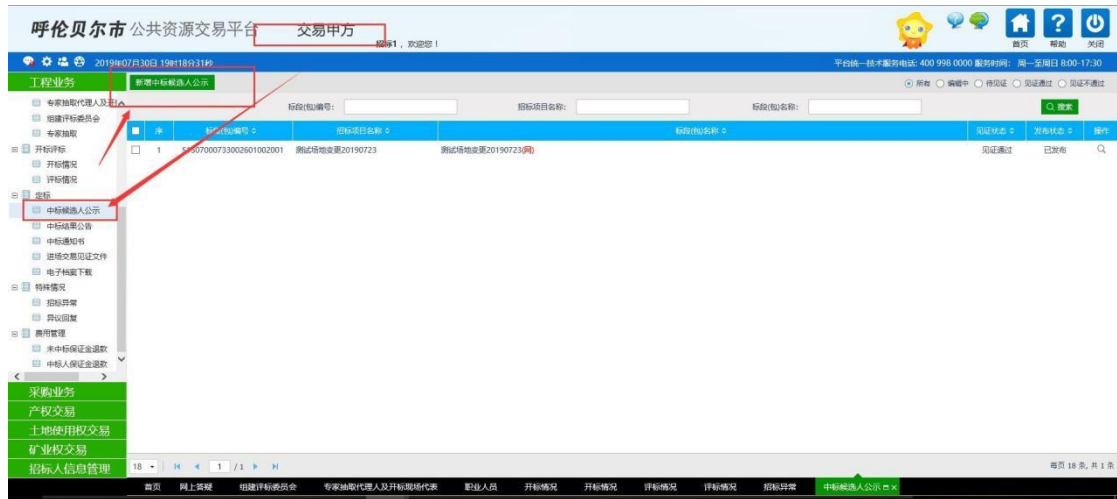 呼伦贝尔市 公共资源交易平台
交易甲方
招标1，欢迎您！
首页 帮助 关闭
2019年07月30日 19时18分31秒
平台统一技术服务电话: 400 998 0000 服务时间： 周一至周日 8:00-17:30
工程业务
新增中标候选人公示
所有 编辑中 待见证 见证通过 见证不通过
标段(包)编号: 招标项目名称: 标段(包)名称: 搜索
序 标段(包)编号 招标项目名称 标段(包)名称 见证状态 发布状态 操作
1 测试场地变更20190723 测试场地变更20190723(网) 见证通过 已发布
组建评标委员会
专家抽取
开标评标
开标情况
评标情况
定标
中标候选人公示
中标结果公告
中标通知书
进场交易见证文件
电子档案下载
特殊情况
招标异常
异议回复
费用管理
未中标保证金退款
中标人保证金退款
采购业务
产权交易
土地使用权交易
矿业权交易
招标人信息管理
18 1 / 1 每页 18 条, 共 1 条
首页 网上答疑 组建评标委员会 专家抽取代理人及开标现场代表 职业人员 开标情况 开标情况 评标情况 评标情况 招标异常 中标候选人公示